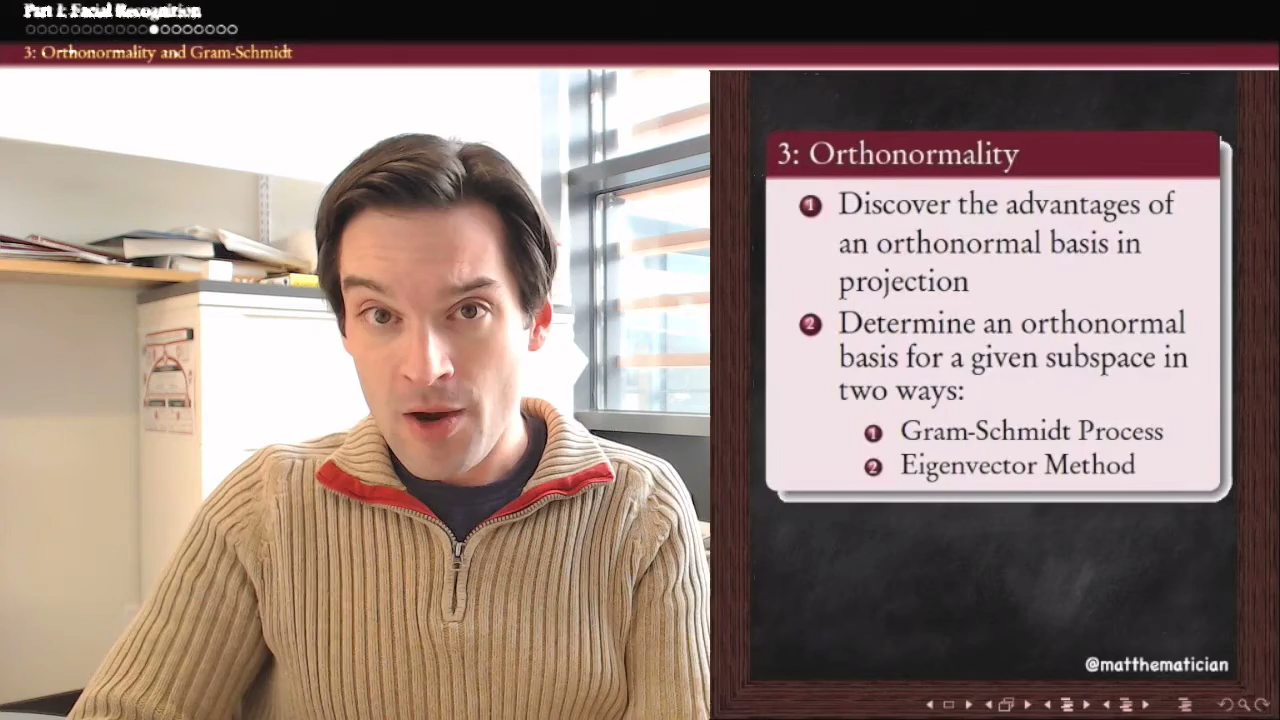 Part I: Facial Recognition
3: Orthonormality and Gram-Schmidt
3: Orthonormality
1 Discover the advantages of
an orthonormal basis in
projection
2 Determine an orthonormal
basis for a given subspace in
two ways:
1 Gram-Schmidt Process
2 Eigenvector Method
@matthematician